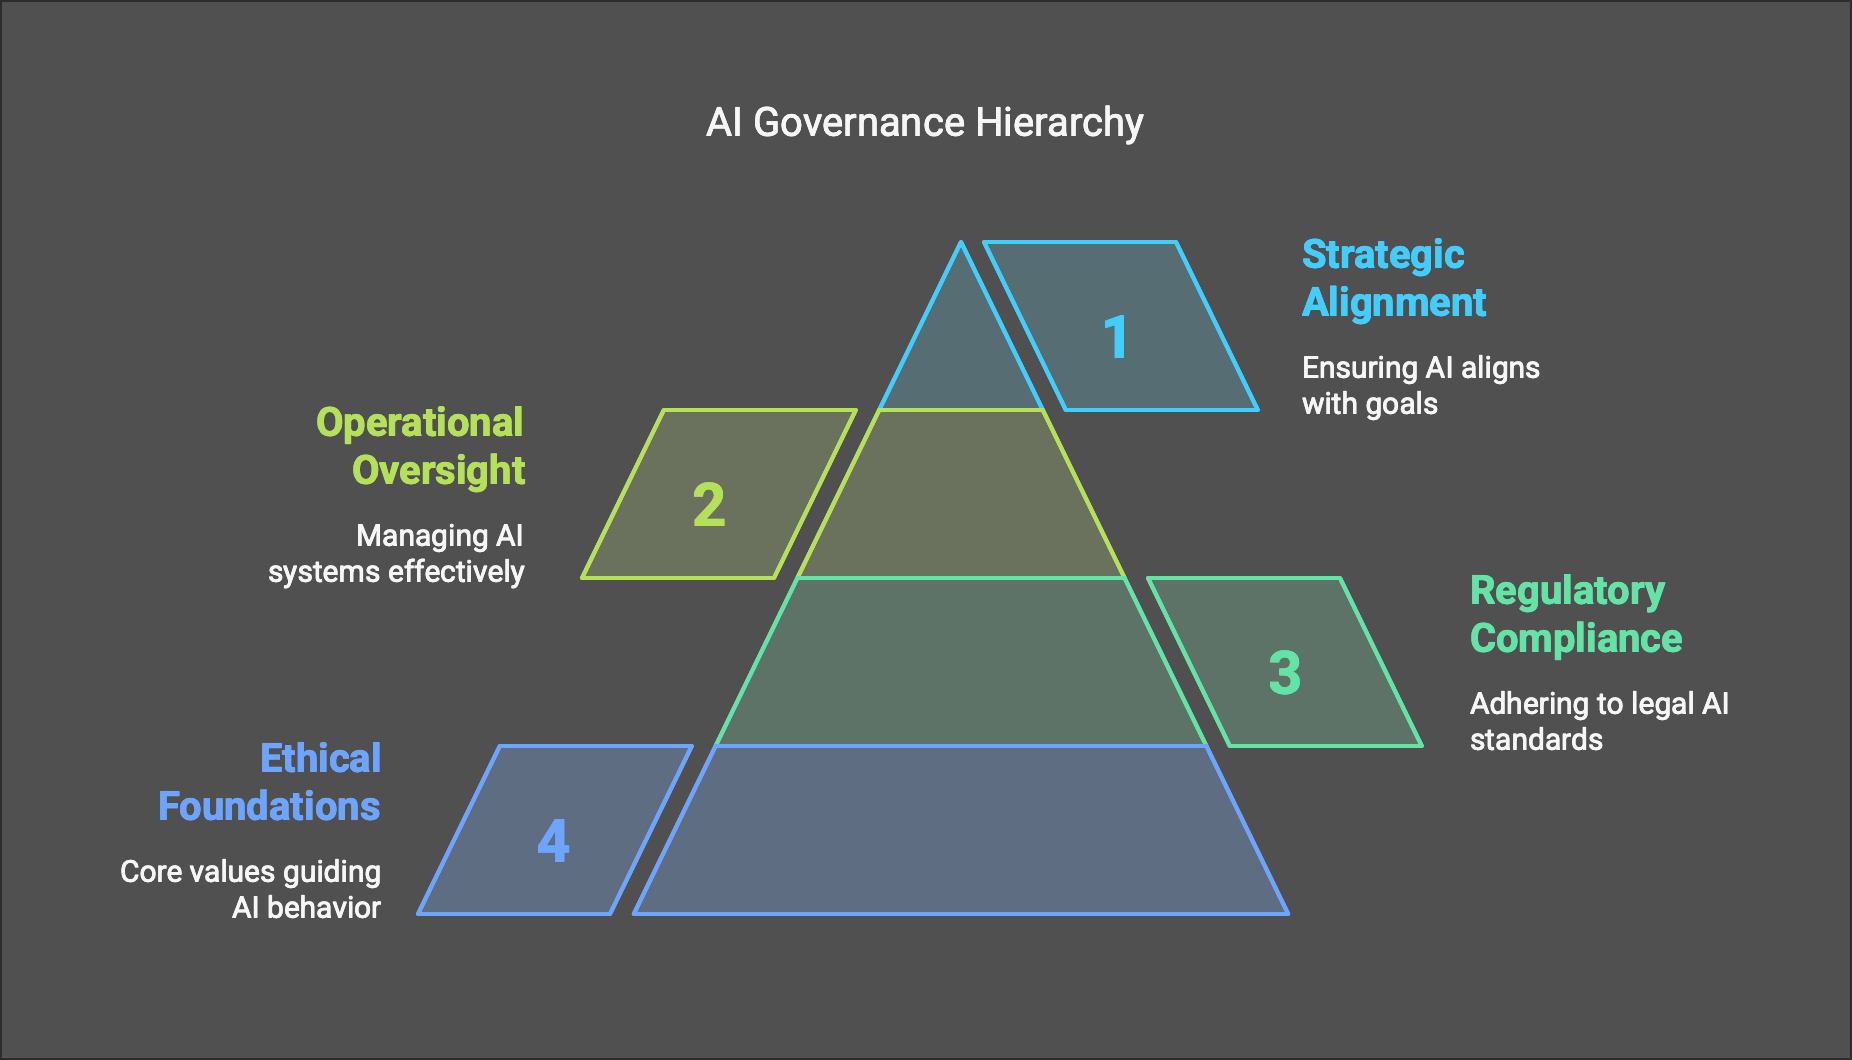 AI Governance Hierarchy
1
Strategic
Alignment
Ensuring AI aligns
with goals
Operational
Oversight
Managing AI
systems effectively
2
3
Regulatory
Compliance
Adhering to legal AI
standards
Ethical
Foundations
Core values guiding
AI behavior
4